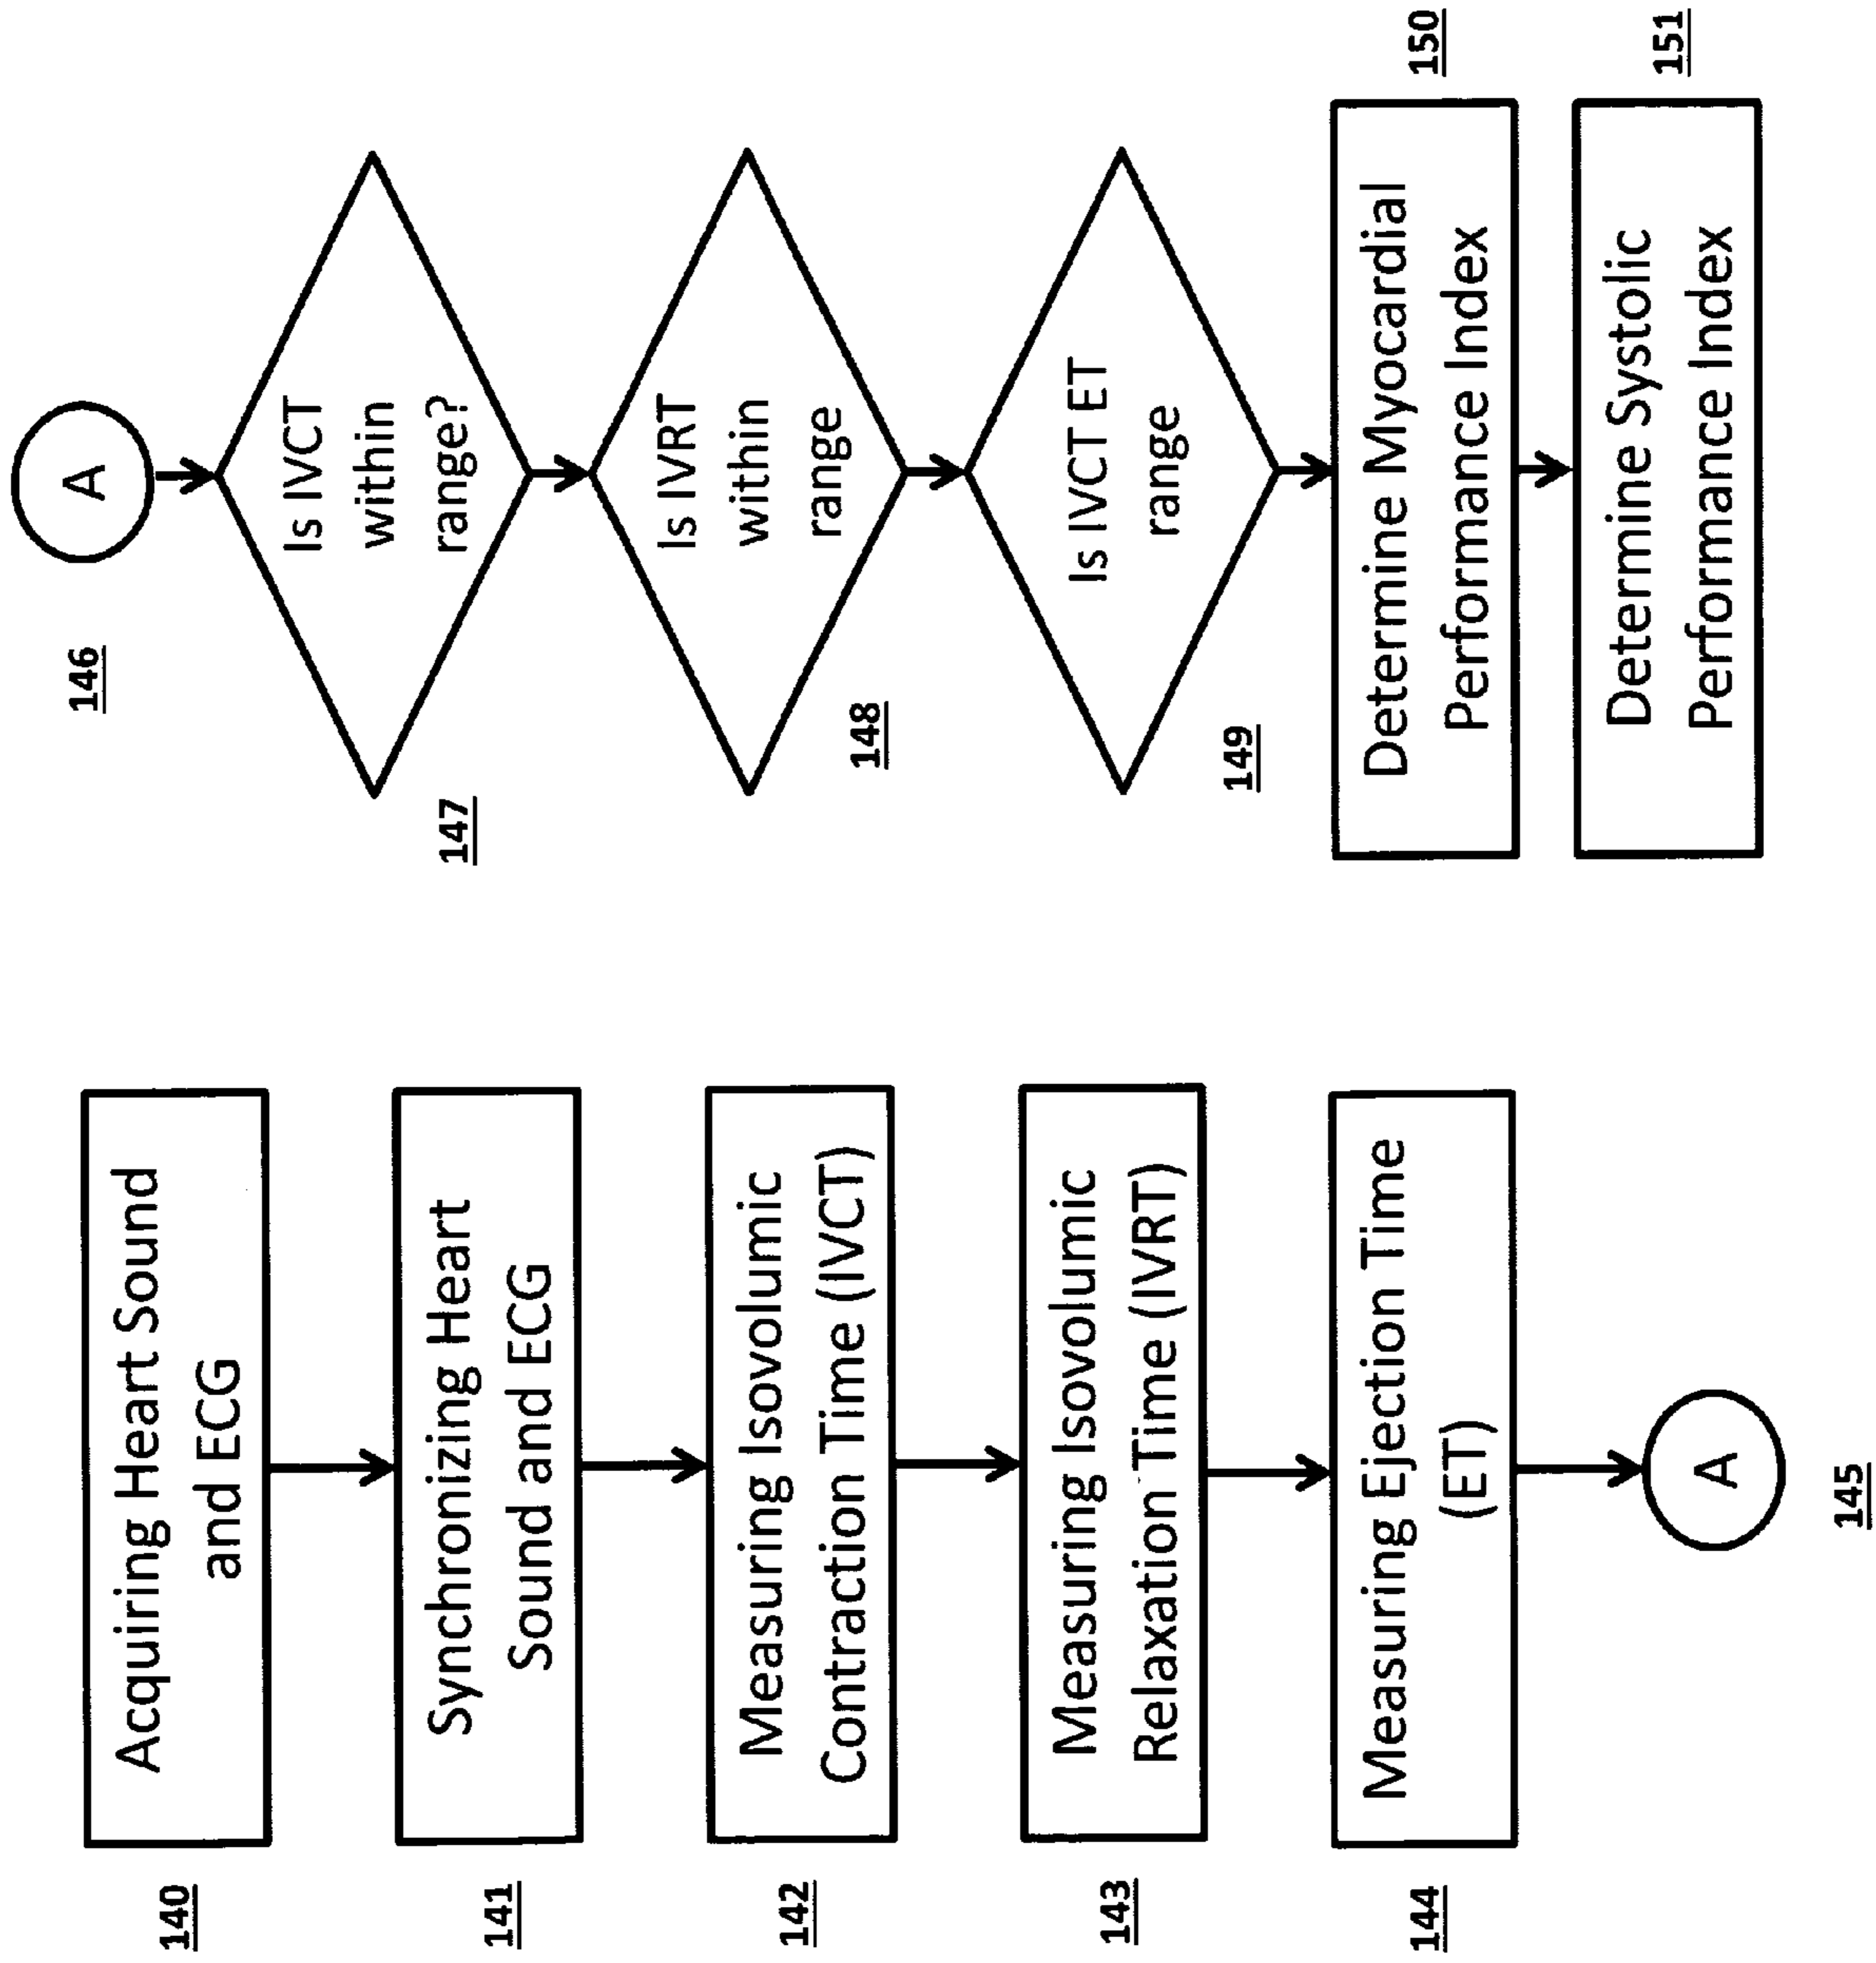 140
Acquiring Heart Sound
and ECG
141
Synchronizing Heart
Sound and ECG
142
Measuring Isovolumic
Contraction Time (IVCT)
143
Measuring Isovolumic
Relaxation Time (IVRT)
144
Measuring Ejection Time
(ET)
A
145
146
A
147
Is IVCT
within
range?
148
Is IVRT
within
range
149
Is IVCT ET
range
150
Determine Myocardial
Performance Index
151
Determine Systolic
Performance Index